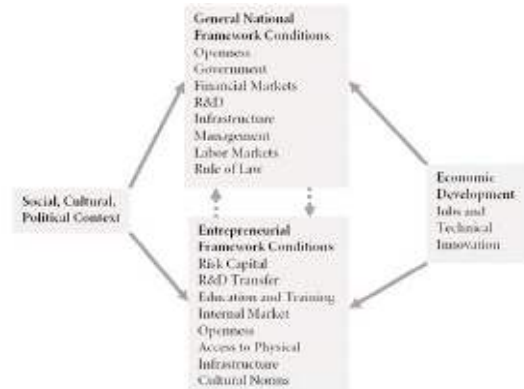 General National
Framework Conditions
Openness
Government
Financial Markets
R&D
Infrastructure
Management
Labor Markets
Rule of Law
Social, Cultural,
Political Context
Economic
Development
Jobs and
Technical
Innovation
Entrepreneurial
Framework Conditions
Risk Capital
R&D Transfer
Education and Training
Internal Market
Openness
Access to Physical
Infrastructure
Cultural Norms